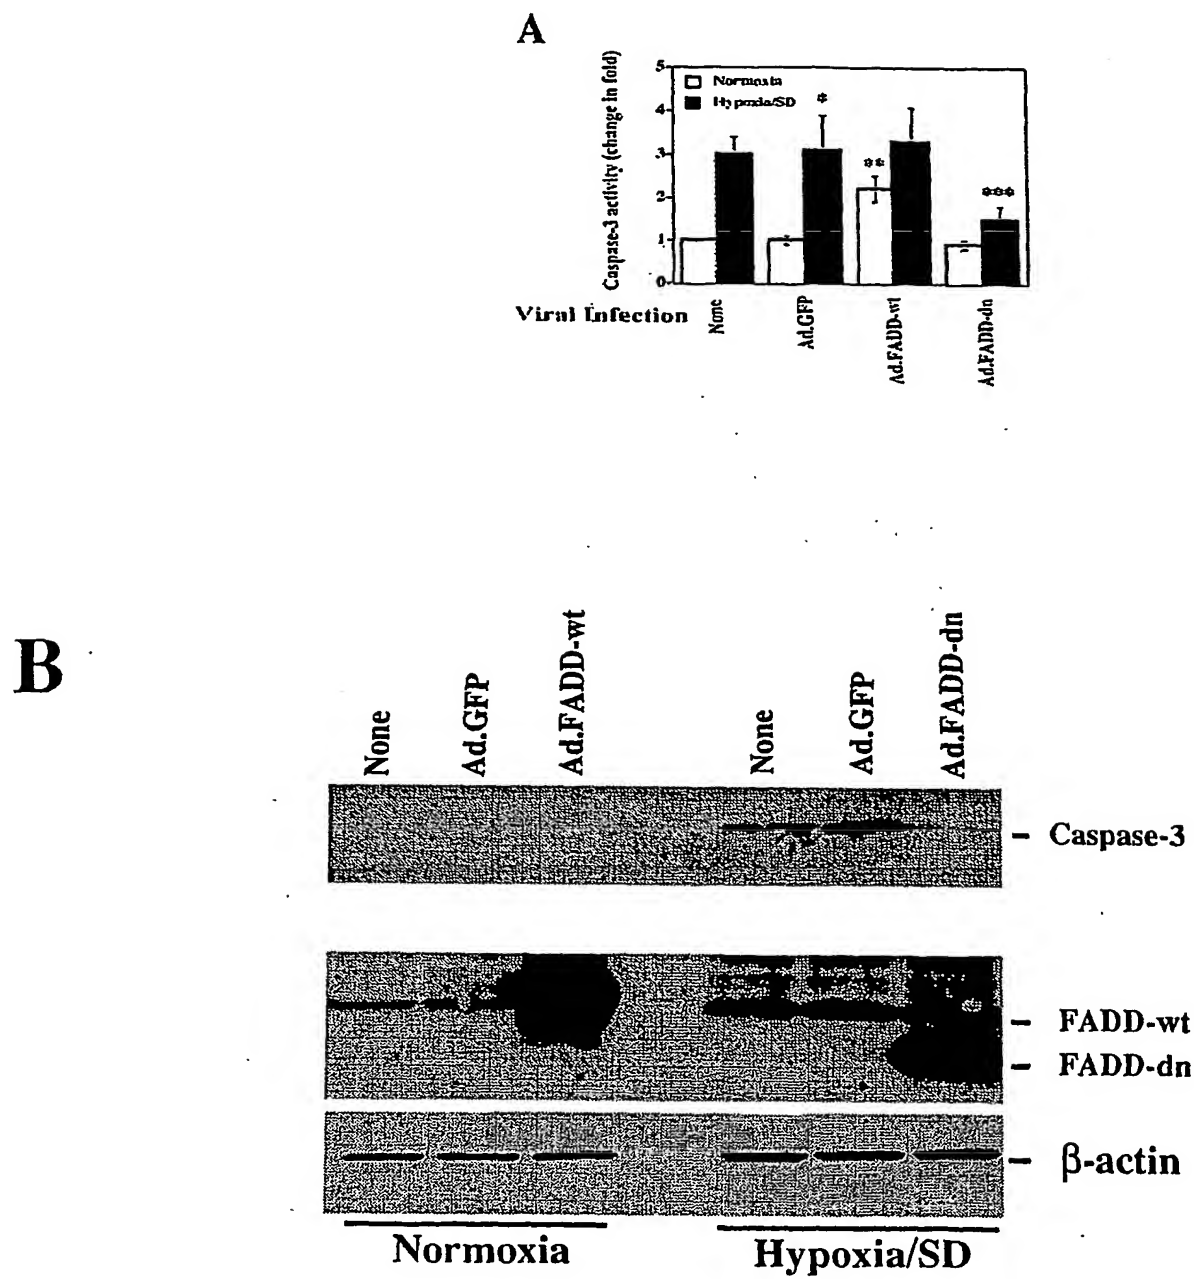 A
Caspase-3 activity (change in fold)
5
4
3
2
1
0
Normoxia
Hypoxia/SD
*
**
***
Viral Infection
None
Ad.GFP
Ad.FADD-wt
Ad.FADD-dn
B
None
Ad.GFP
Ad.FADD-wt
None
Ad.GFP
Ad.FADD-dn
Caspase-3
FADD-wt
FADD-dn
β-actin
Normoxia
Hypoxia/SD